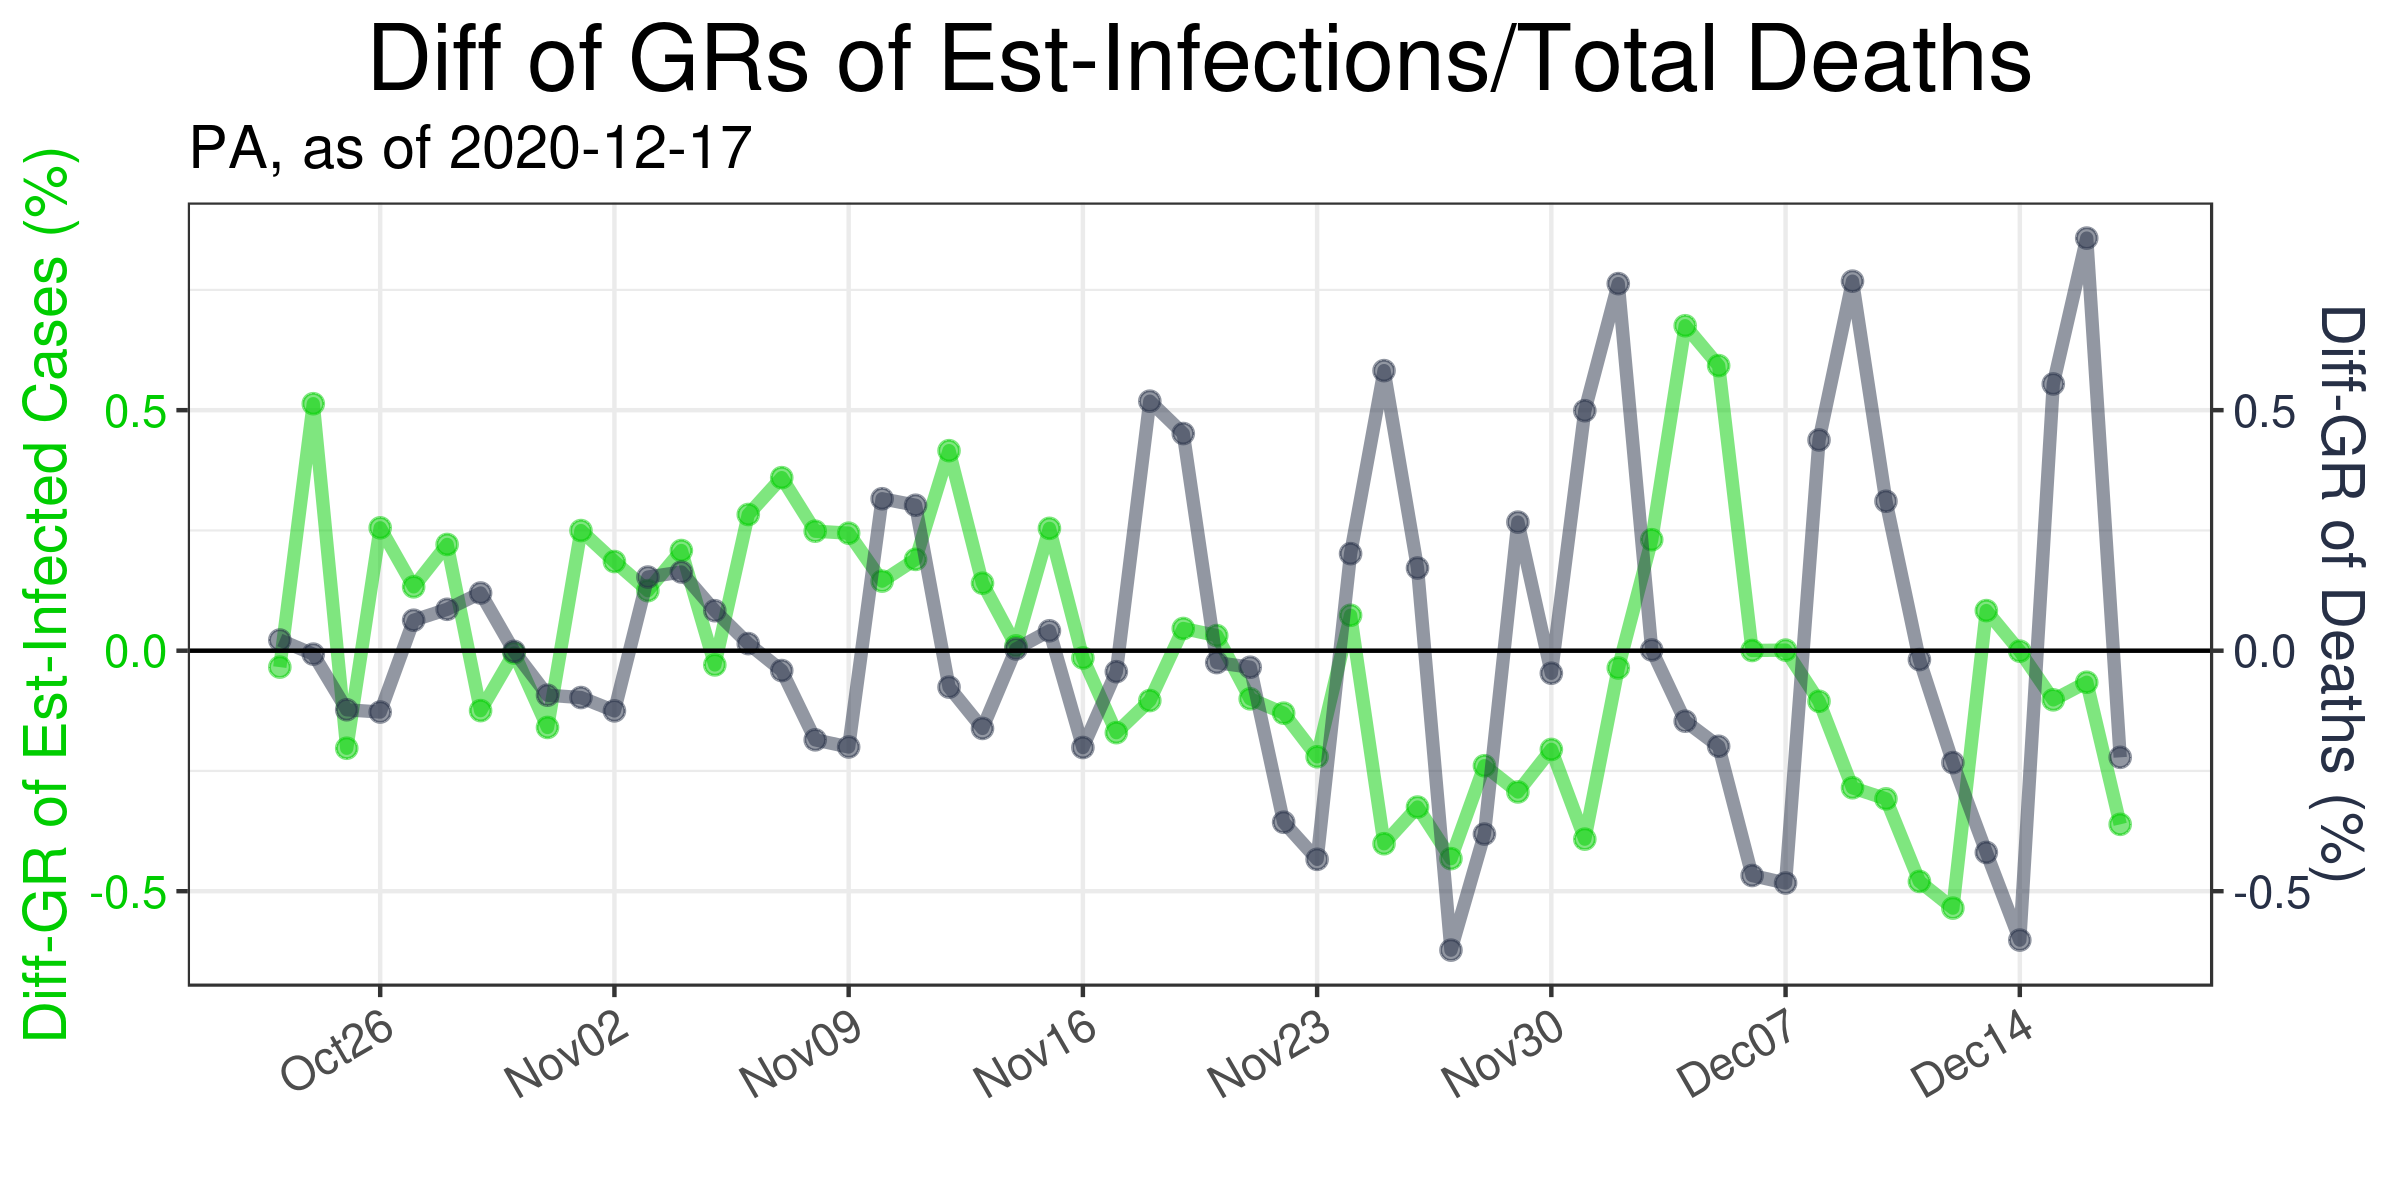 Diff of GRs of Est-Infections/Total Deaths
PA, as of 2020-12-17
Diff-GR of Est-Infected Cases (%)
0.5
0.0
-0.5
0.5
0.0
-0.5
Diff-GR of Deaths (%)
Oct26
Nov02
Nov09
Nov16
Nov23
Nov30
Dec07
Dec14